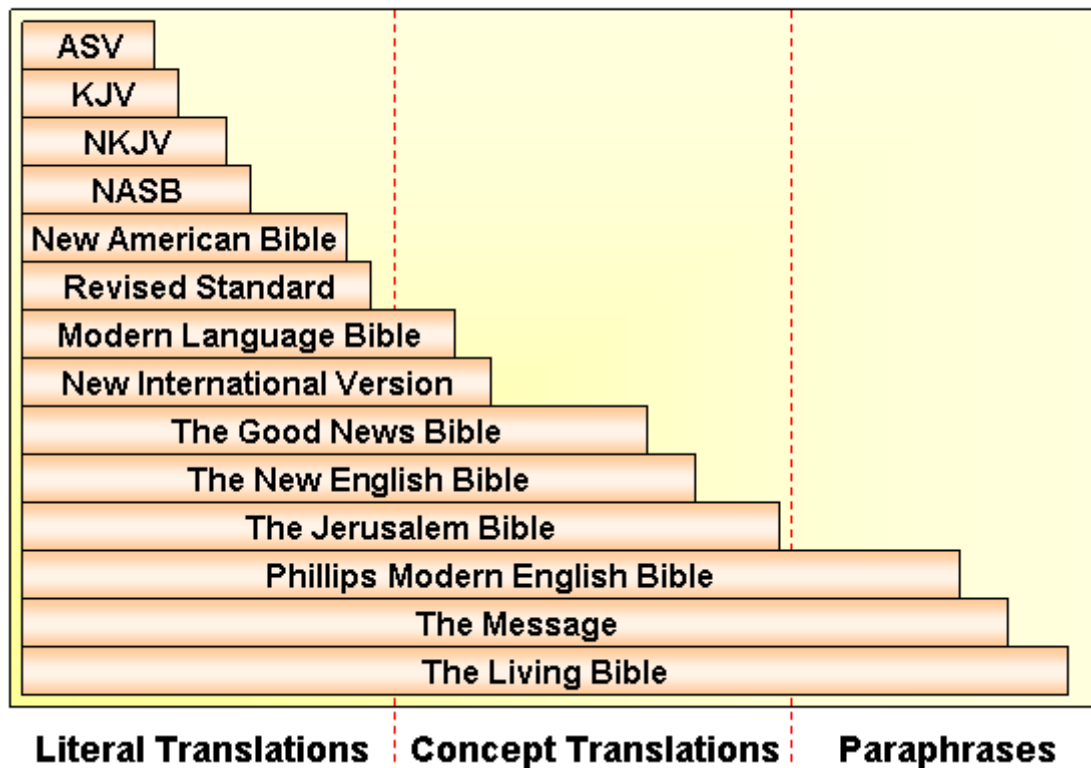 ASV
KJV
NKJV
NASB
New American Bible
Revised Standard
Modern Language Bible
New International Version
The Good News Bible
The New English Bible
The Jerusalem Bible
Phillips Modern English Bible
The Message
The Living Bible
Literal Translations Concept Translations Paraphrases